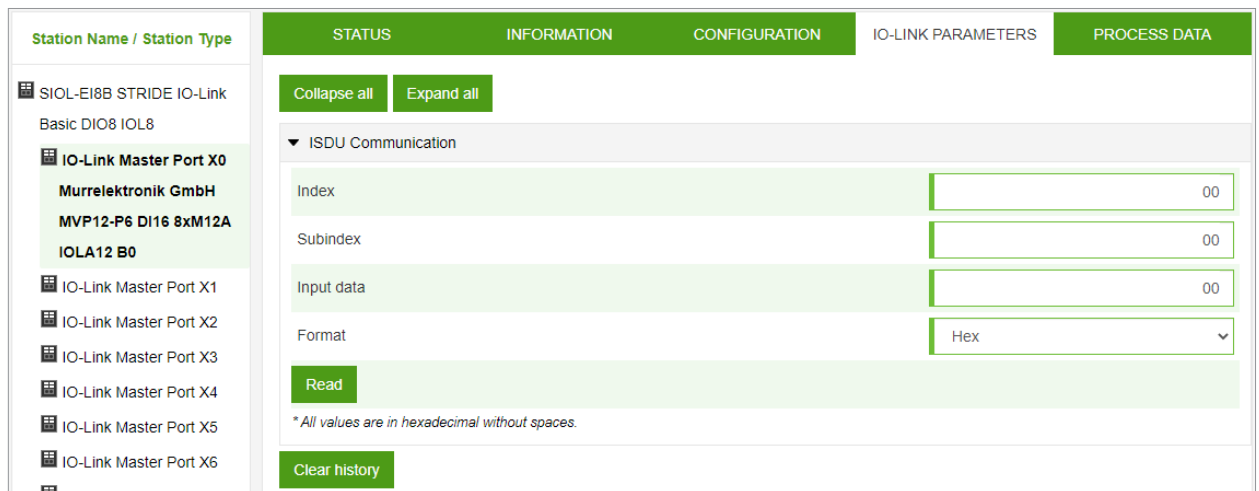 Station Name / Station Type
SIOL-EI8B STRIDE IO-Link
Basic DIO8 IOL8
IO-Link Master Port X0
Murrelektronik GmbH
MVP12-P6 DI16 8xM12A
IOLA12 B0
IO-Link Master Port X1
IO-Link Master Port X2
IO-Link Master Port X3
IO-Link Master Port X4
IO-Link Master Port X5
IO-Link Master Port X6
STATUS INFORMATION CONFIGURATION IO-LINK PARAMETERS PROCESS DATA
Collapse all Expand all
ISDU Communication
Index 00
Subindex 00
Input data 00
Format Hex
Read
* All values are in hexadecimal without spaces.
Clear history